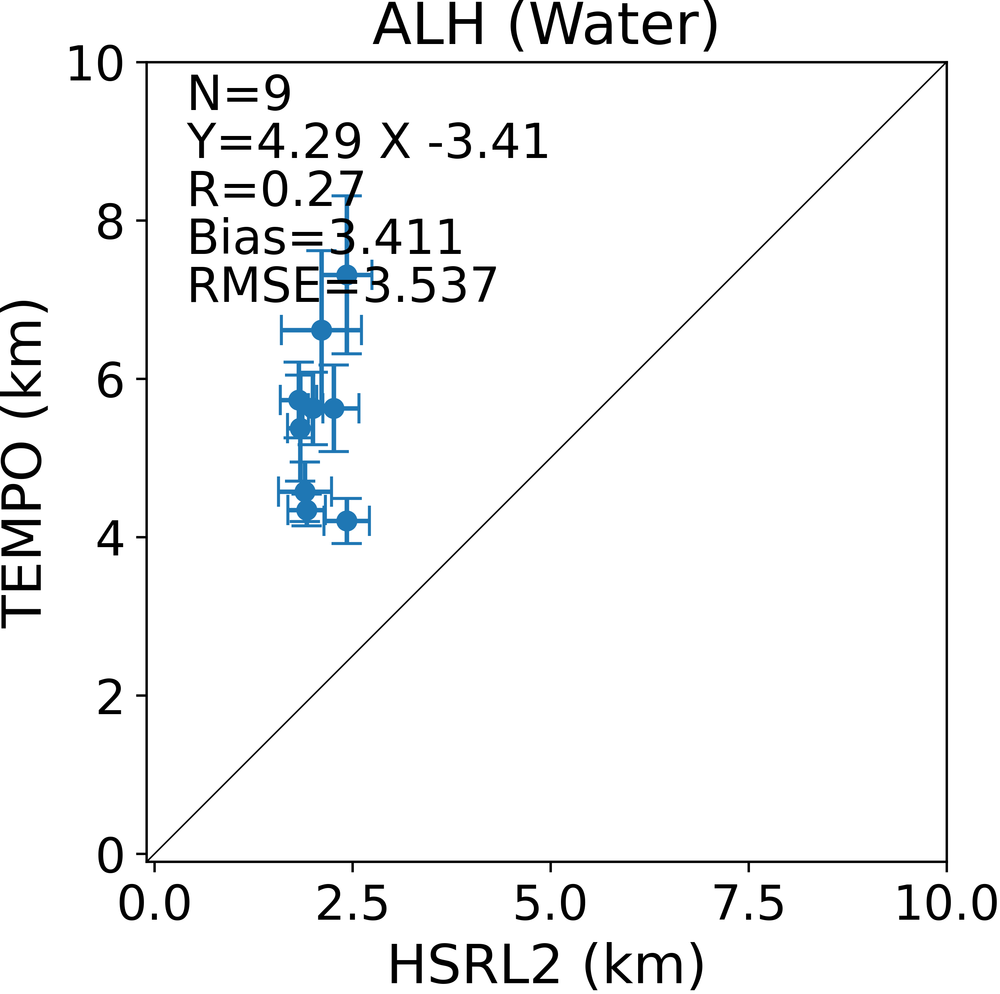 ALH (Water)
N=9
Y=4.29 X -3.41
R=0.27
Bias=3.411
RMSE=3.537
TEMPO (km)
10
8
6
4
2
0
0.0 2.5 5.0 7.5 10.0
HSRL2 (km)